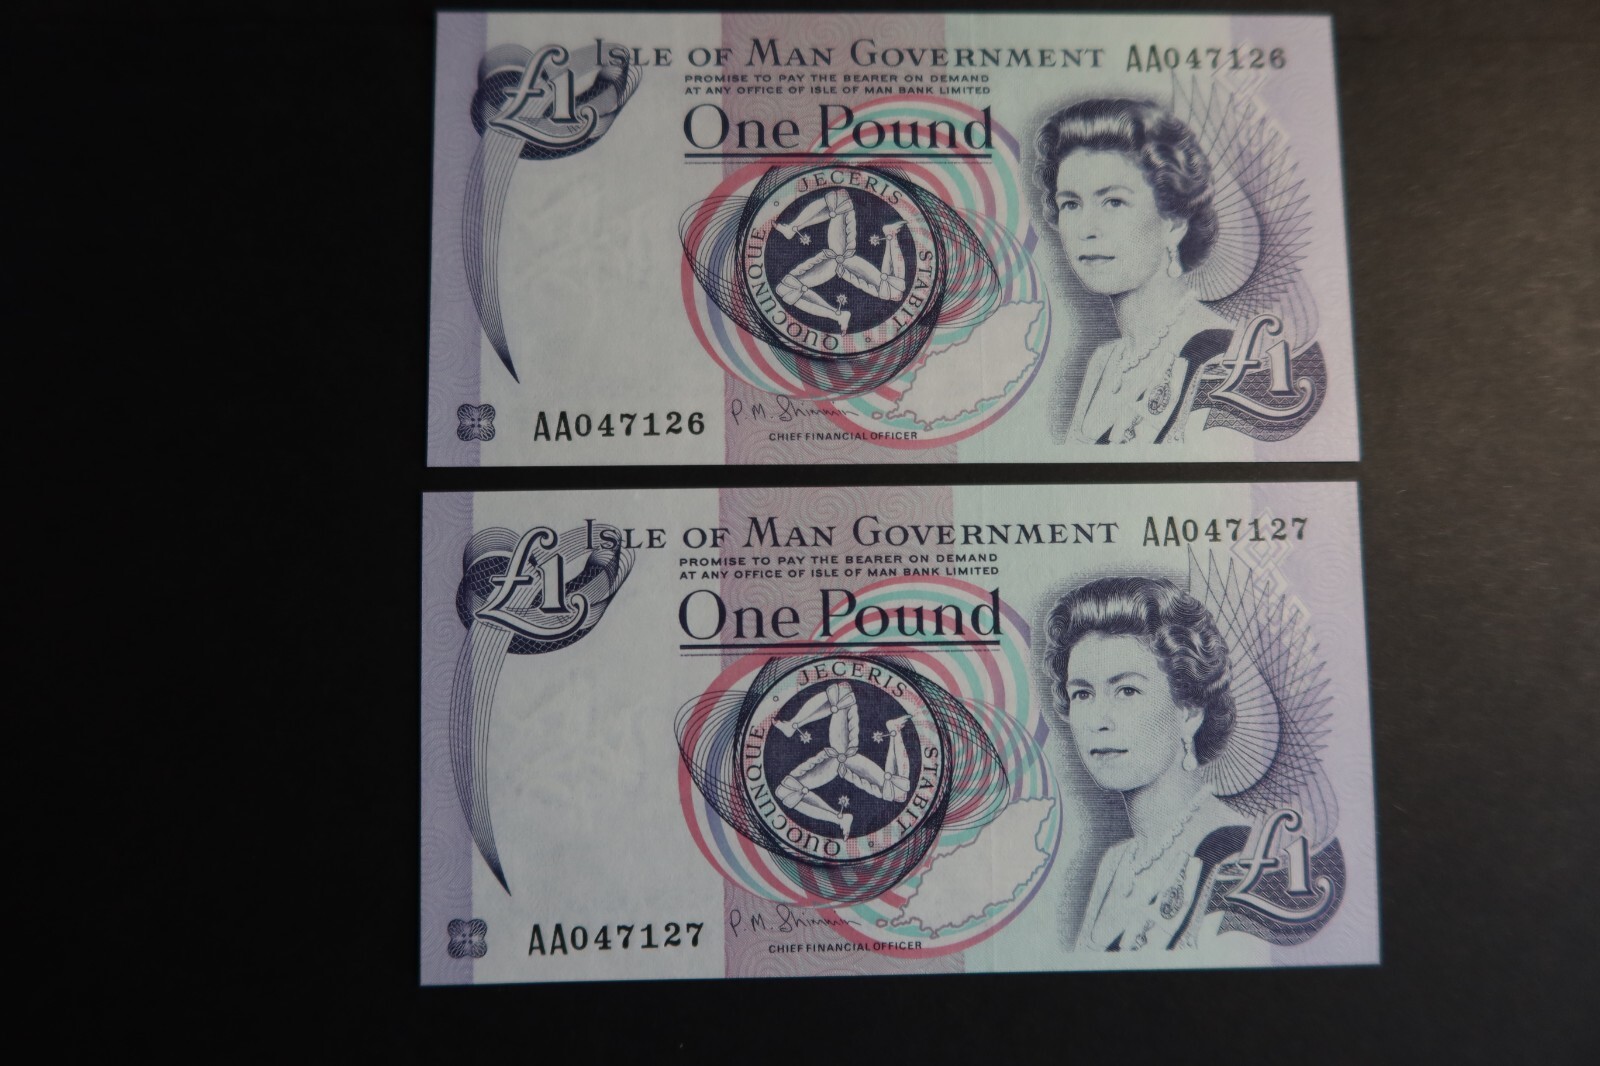 £1
ISLE OF MAN GOVERNMENT AA047126
PROMISE TO PAY THE BEARER ON DEMAND
AT ANY OFFICE OF ISLE OF MAN BANK LIMITED
One Pound
QUOCUNQUE ° JECERIS STABIT °
£1
AA047126
P. M. Shimmin
CHIEF FINANCIAL OFFICER
£1
ISLE OF MAN GOVERNMENT AA047127
PROMISE TO PAY THE BEARER ON DEMAND
AT ANY OFFICE OF ISLE OF MAN BANK LIMITED
One Pound
QUOCUNQUE ° JECERIS STABIT °
£1
AA047127
P. M. Shimmin
CHIEF FINANCIAL OFFICER